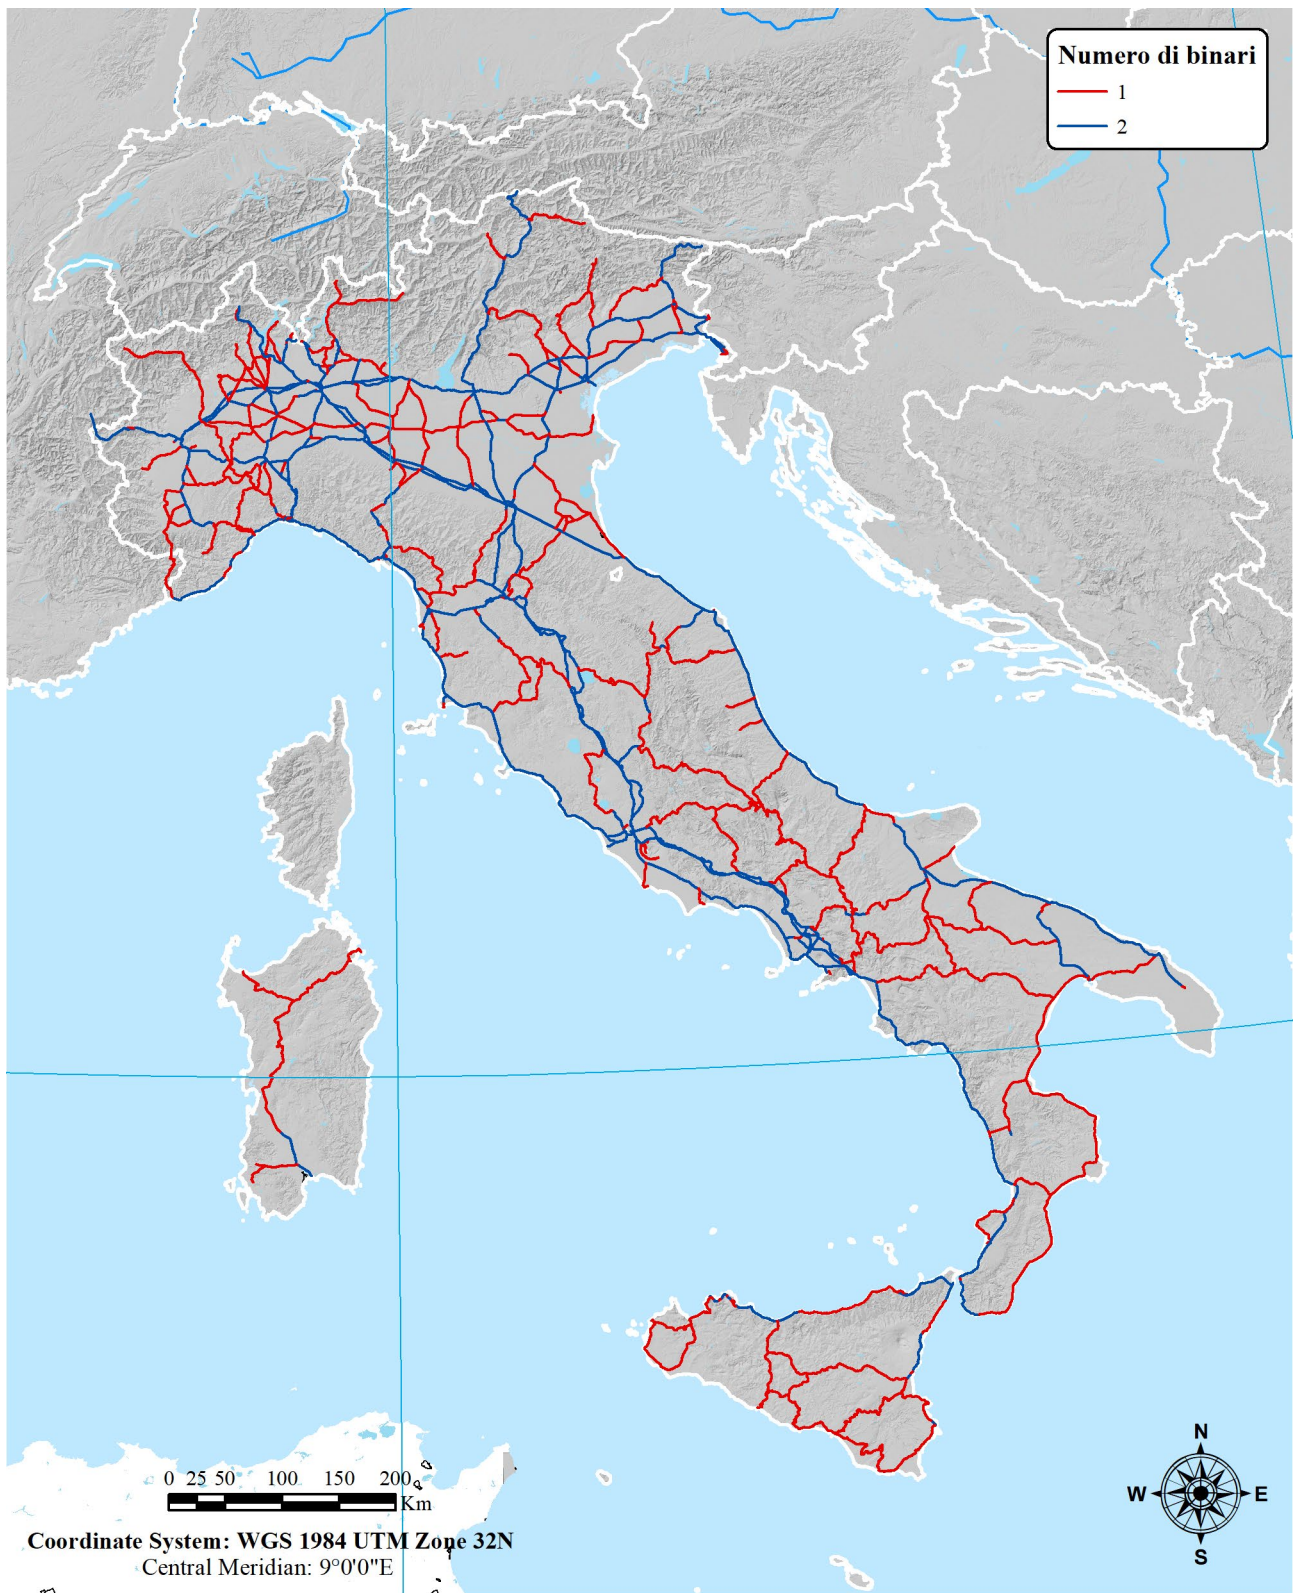 Numero di binari
1
2
N
W E
S
0 25 50 100 150 200
Km
Coordinate System: WGS 1984 UTM Zone 32N
Central Meridian: 9°0'0"E